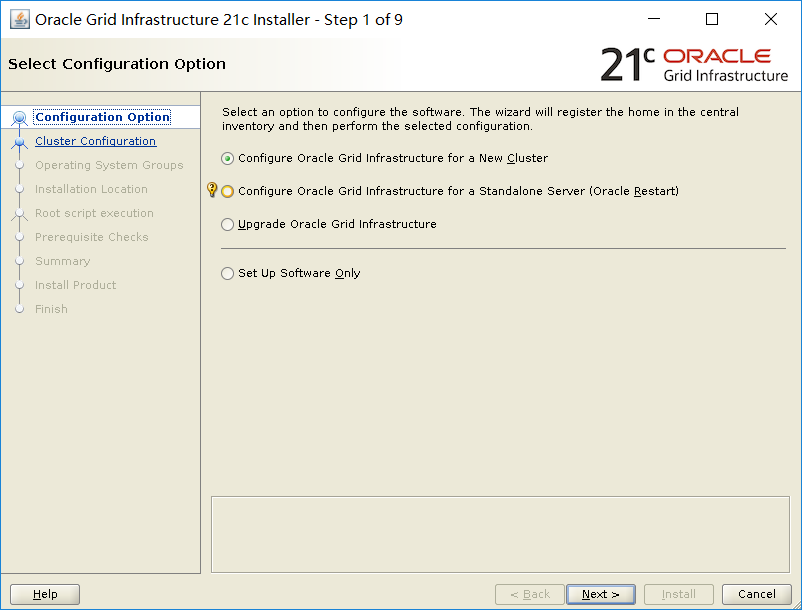 Oracle Grid Infrastructure 21c Installer - Step 1 of 9
Select Configuration Option
21c ORACLE
Grid Infrastructure
Configuration Option
Cluster Configuration
Operating System Groups
Installation Location
Root script execution
Prerequisite Checks
Summary
Install Product
Finish
Select an option to configure the software. The wizard will register the home in the central
inventory and then perform the selected configuration.
Configure Oracle Grid Infrastructure for a New Cluster
Configure Oracle Grid Infrastructure for a Standalone Server (Oracle Restart)
Upgrade Oracle Grid Infrastructure
Set Up Software Only
Help
< Back
Next >
Install
Cancel